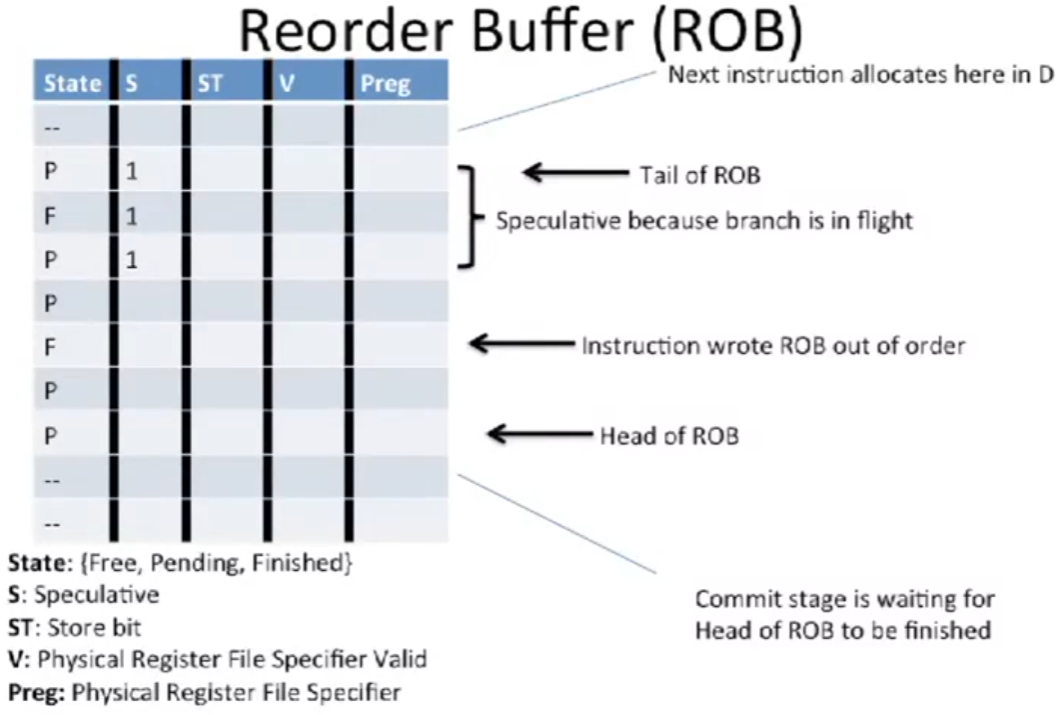 Reorder Buffer (ROB)
State S ST V Preg
Next instruction allocates here in D
--
P 1
Tail of ROB
F 1
Speculative because branch is in flight
P 1
P
F
Instruction wrote ROB out of order
P
P
Head of ROB
--
--
State: {Free, Pending, Finished}
S: Speculative
ST: Store bit
V: Physical Register File Specifier Valid
Preg: Physical Register File Specifier
Commit stage is waiting for
Head of ROB to be finished